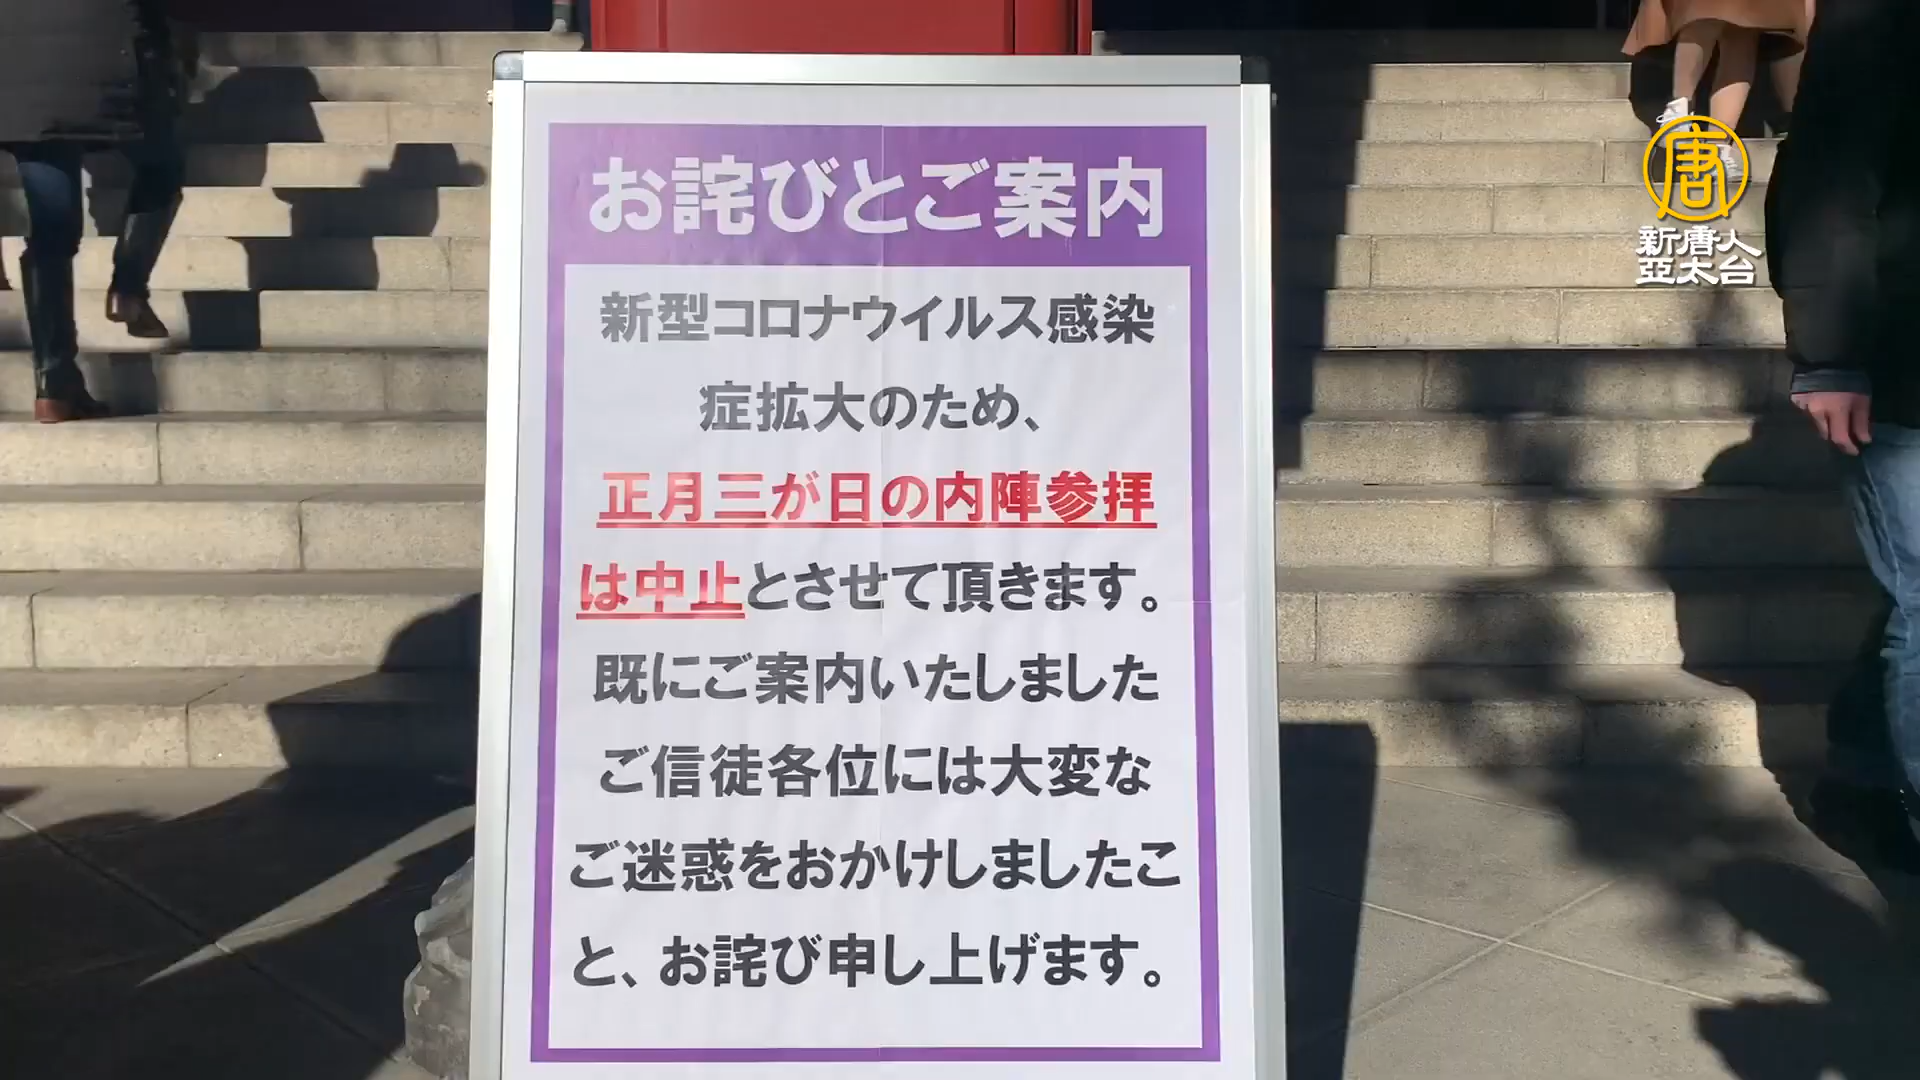 お詫びとご案内
新型コロナウイルス感染
症拡大のため、
正月三が日の内陣参拝
は中止とさせて頂きます。
既にご案内いたしました
ご信徒各位には大変な
ご迷惑をおかけしましたこ
と、お詫び申し上げます。
唐
新唐人
亞太台